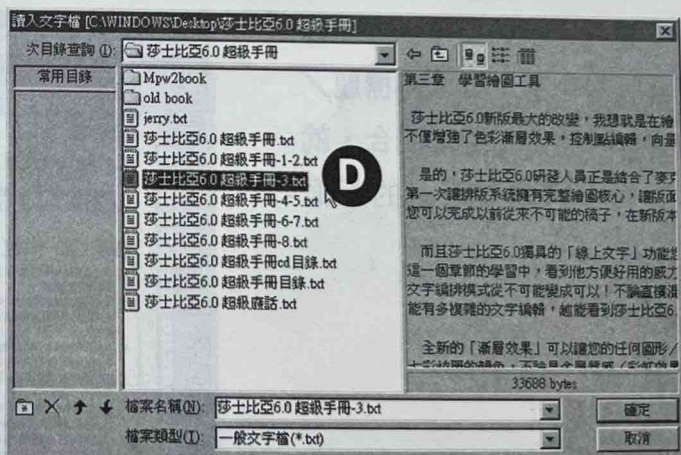 讀入文字檔 [C:\WINDOWS\Desktop\莎士比亞6.0 超級手冊]
次目錄查詢 (I): 莎士比亞6.0 超級手冊
常用目錄
Mpw2book
old book
jerry.txt
莎士比亞6.0 超級手冊.txt
莎士比亞6.0 超級手冊-1-2.txt
莎士比亞6.0 超級手冊-3.txt
D
莎士比亞6.0 超級手冊-4-5.txt
莎士比亞6.0 超級手冊-6-7.txt
莎士比亞6.0 超級手冊-8.txt
莎士比亞6.0 超級手冊cd目錄.txt
莎士比亞6.0 超級手冊目錄.txt
莎士比亞6.0 超級廢話.txt
第三章 學習繪圖工具
莎士比亞6.0新版最大的改變，我想就是在繪
不僅增強了色彩漸層效果，控制點編輯，向量
是的，莎士比亞6.0研發人員正是結合了麥克
第一次讓排版系統擁有完整繪圖核心，讓版面
您可以完成以前從來不可能的稿子，在新版本
而且莎士比亞6.0獨具的「線上文字」功能您
這一個章節的學習中，看到他方便好用的威力
文字編排模式從不可能變成可以！不論直橫混
能有多複雜的文字編輯，越能看到莎士比亞6.
全新的「漸層效果」可以讓您的任何圖形／
33688 bytes
檔案名稱(N): 莎士比亞6.0 超級手冊-3.txt
確定
檔案類型(T): 一般文字檔(*.txt)
取消